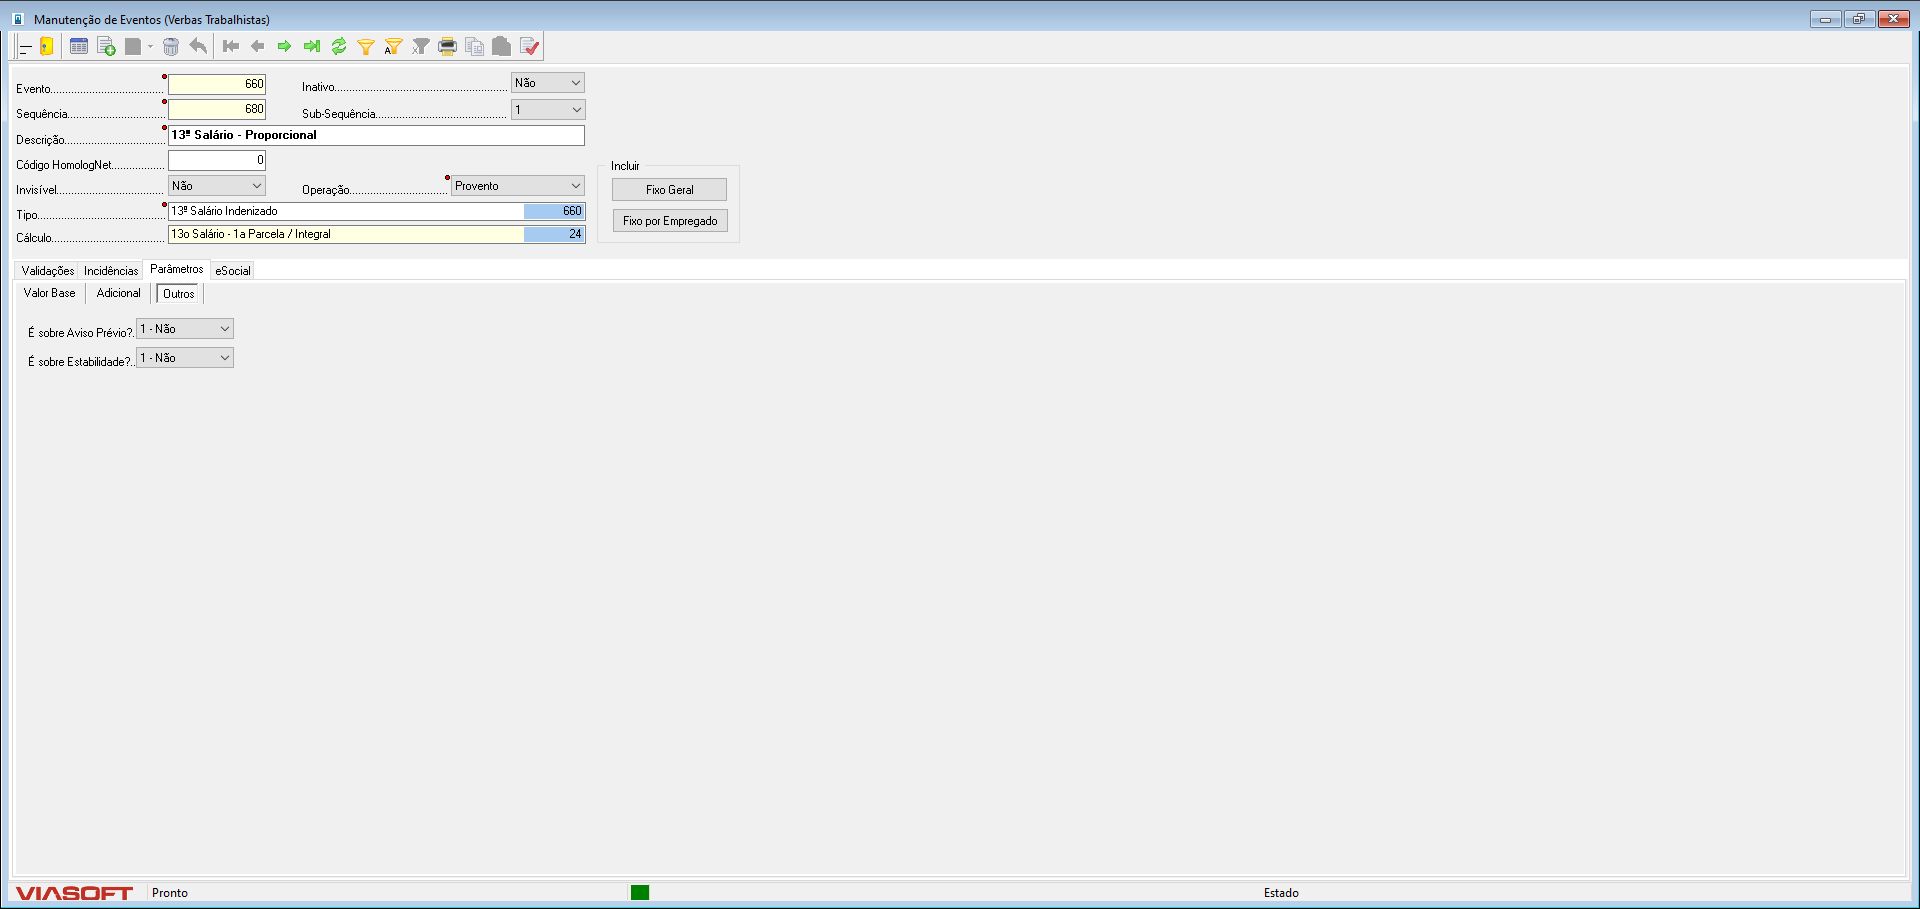 Manutenção de Eventos (Verbas Trabalhistas)
Evento 660 Inativo Não
Sequência 680 Sub-Sequência 1
Descrição 13º Salário - Proporcional
Código HomologNet 0
Incluir
Invisível Não Operação Provento Fixo Geral
Tipo 13º Salário Indenizado 660
Fixo por Empregado
Cálculo 13o Salário - 1a Parcela / Integral 24
Validações Incidências Parâmetros eSocial
Valor Base Adicional Outros
É sobre Aviso Prévio? 1 - Não
É sobre Estabilidade? 1 - Não
VIASOFT Pronto Estado